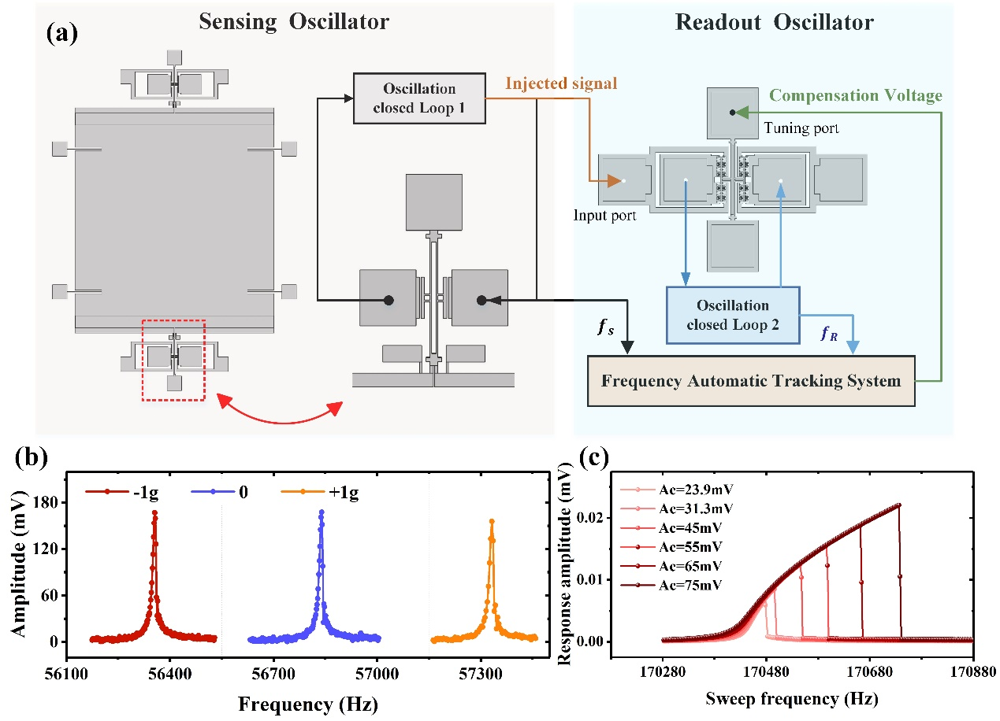 (a)
Sensing Oscillator
Readout Oscillator
Oscillation
closed Loop 1
Injected signal
Compensation Voltage
Tuning port
Input port
Oscillation
closed Loop 2
fS
fR
Frequency Automatic Tracking System
(b)
-1g
0
+1g
Amplitude (mV)
180
120
60
0
56100
56400
56700
57000
57300
Frequency (Hz)
(c)
Ac=23.9mV
Ac=31.3mV
Ac=45mV
Ac=55mV
Ac=65mV
Ac=75mV
Response amplitude (mV)
0.02
0.01
0.00
170280
170480
170680
170880
Sweep frequency (Hz)